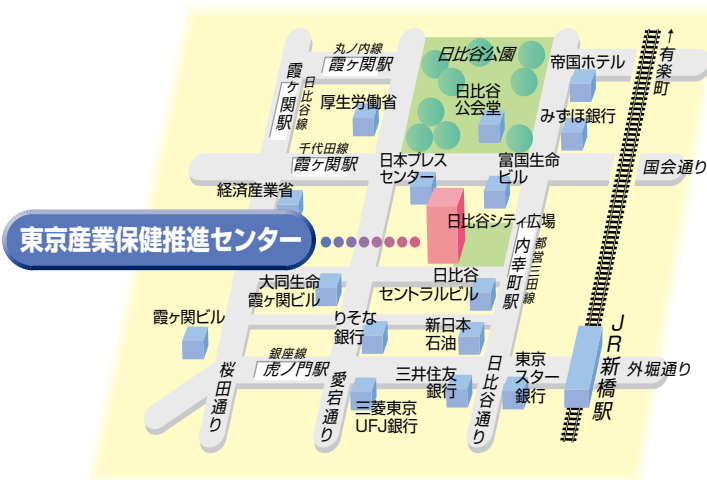 丸ノ内線
霞ヶ関駅
日比谷公園
帝国ホテル
↑有楽町
霞ヶ関駅
日比谷線
厚生労働省
日比谷
公会堂
みずほ銀行
千代田線
霞ヶ関駅
日本プレス
センター
富国生命
ビル
国会通り
経済産業省
日比谷シティ広場
東京産業保健推進センター
内幸町駅
都営三田線
大同生命
霞ヶ関ビル
日比谷
セントラルビル
霞ヶ関ビル
りそな
銀行
新日本
石油
JR新橋駅
銀座線
虎ノ門駅
三井住友
銀行
東京
スター
銀行
外堀通り
桜田通り
愛宕通り
三菱東京
UFJ銀行
日比谷通り